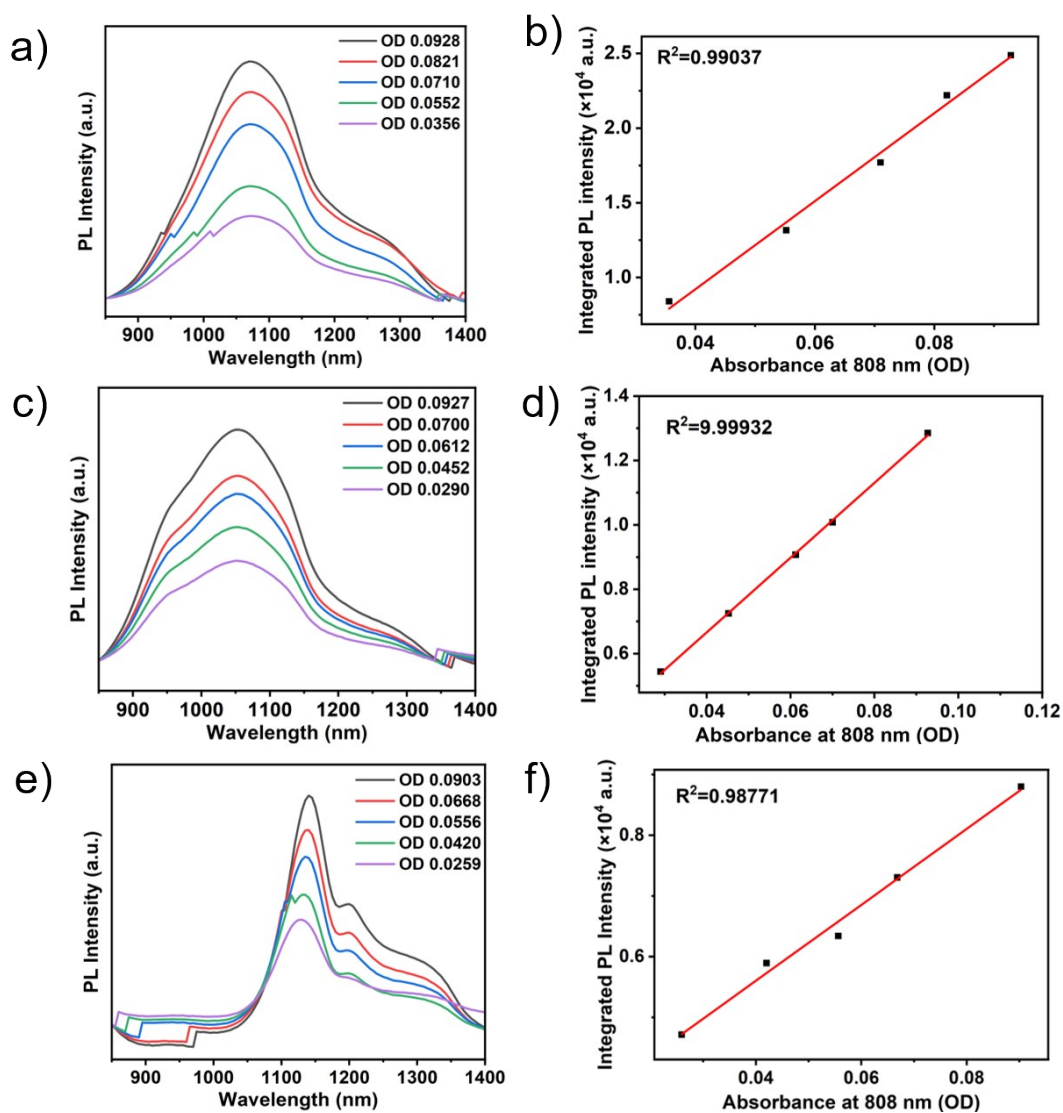 a)
OD 0.0928
OD 0.0821
OD 0.0710
OD 0.0552
OD 0.0356
PL Intensity (a.u.)
900 1000 1100 1200 1300 1400
Wavelength (nm)
b)
R²=0.99037
Integrated PL intensity (×10⁴ a.u.)
2.5
2.0
1.5
1.0
0.04 0.06 0.08
Absorbance at 808 nm (OD)
c)
OD 0.0927
OD 0.0700
OD 0.0612
OD 0.0452
OD 0.0290
PL Intensity (a.u.)
900 1000 1100 1200 1300 1400
Wavelength (nm)
d)
R²=9.99932
Integrated PL intensity (×10⁴ a.u.)
1.4
1.2
1.0
0.8
0.6
0.04 0.06 0.08 0.10 0.12
Absorbance at 808 nm (OD)
e)
OD 0.0903
OD 0.0668
OD 0.0556
OD 0.0420
OD 0.0259
PL Intensity (a.u.)
900 1000 1100 1200 1300 1400
Wavelength (nm)
f)
R²=0.98771
Integrated PL Intensity (×10⁴ a.u.)
0.8
0.6
0.04 0.06 0.08
Absorbance at 808 nm (OD)